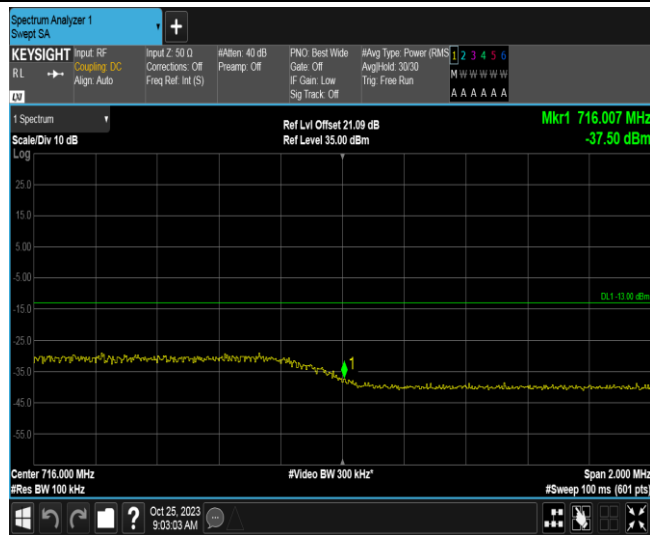 Spectrum Analyzer 1
Swept SA
+
KEYSIGHT Input: RF Input Z: 50 Ω #Atten: 40 dB PNO: Best Wide #Avg Type: Power (RMS 1 2 3 4 5 6
RL Coupling: DC Corrections: Off Preamp: Off Gate: Off Avg|Hold: 30/30 M W W W W W
Align: Auto Freq Ref: Int (S) IF Gain: Low Trig: Free Run
Sig Track: Off A A A A A A
1 Spectrum Ref Lvl Offset 21.09 dB Mkr1 716.007 MHz
Scale/Div 10 dB Ref Level 35.00 dBm -37.50 dBm
Log
25.0
15.0
5.00
-5.00
DL1 -13.00 dBm
-15.0
-25.0
1
-35.0
-45.0
-55.0
Center 716.000 MHz #Video BW 300 kHz* Span 2.000 MHz
#Res BW 100 kHz #Sweep 100 ms (601 pts)
? Oct 25, 2023
9:03:03 AM